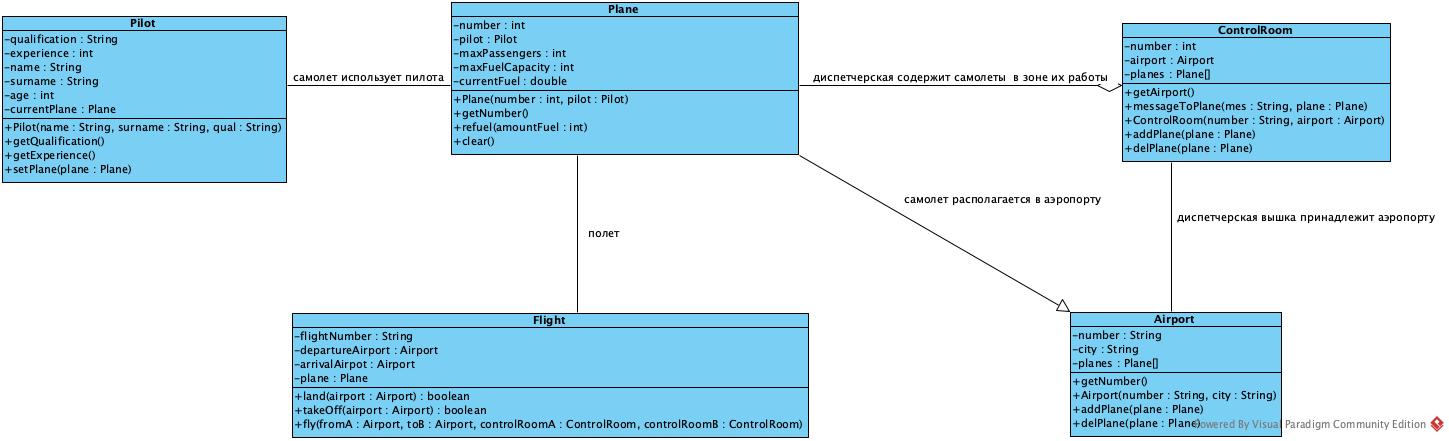 Pilot
-qualification : String
-experience : int
-name : String
-surname : String
-age : int
-currentPlane : Plane
+Pilot(name : String, surname : String, qual : String)
+getQualification()
+getExperience()
+setPlane(plane : Plane)
самолет использует пилота
Plane
-number : int
-pilot : Pilot
-maxPassengers : int
-maxFuelCapacity : int
-currentFuel : double
+Plane(number : int, pilot : Pilot)
+getNumber()
+refuel(amountFuel : int)
+clear()
диспетчерская содержит самолеты в зоне их работы
ControlRoom
-number : int
-airport : Airport
-planes : Plane[]
+getAirport()
+messageToPlane(mes : String, plane : Plane)
+ControlRoom(number : String, airport : Airport)
+addPlane(plane : Plane)
+delPlane(plane : Plane)
самолет располагается в аэропорту
диспетчерская вышка принадлежит аэропорту
полет
Flight
-flightNumber : String
-departureAirport : Airport
-arrivalAirpot : Airport
-plane : Plane
+land(airport : Airport) : boolean
+takeOff(airport : Airport) : boolean
+fly(fromA : Airport, toB : Airport, controlRoomA : ControlRoom, controlRoomB : ControlRoom)
Airport
-number : String
-city : String
-planes : Plane[]
+getNumber()
+Airport(number : String, city : String)
+addPlane(plane : Plane)
+delPlane(plane : Plane)
Powered By Visual Paradigm Community Edition